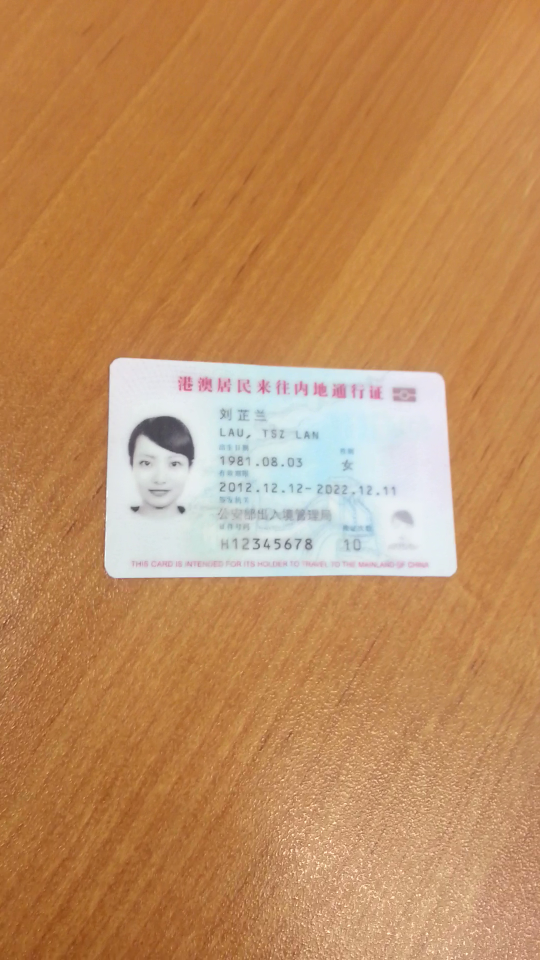 港澳居民来往内地通行证
刘芷兰
LAU, TSZ LAN
出生日期 性别
1981.08.03 女
有效期限
2012.12.12-2022.12.11
签发机关
公安部出入境管理局
证件号码 换证次数
H12345678 10
THIS CARD IS INTENDED FOR ITS HOLDER TO TRAVEL TO THE MAINLAND OF CHINA